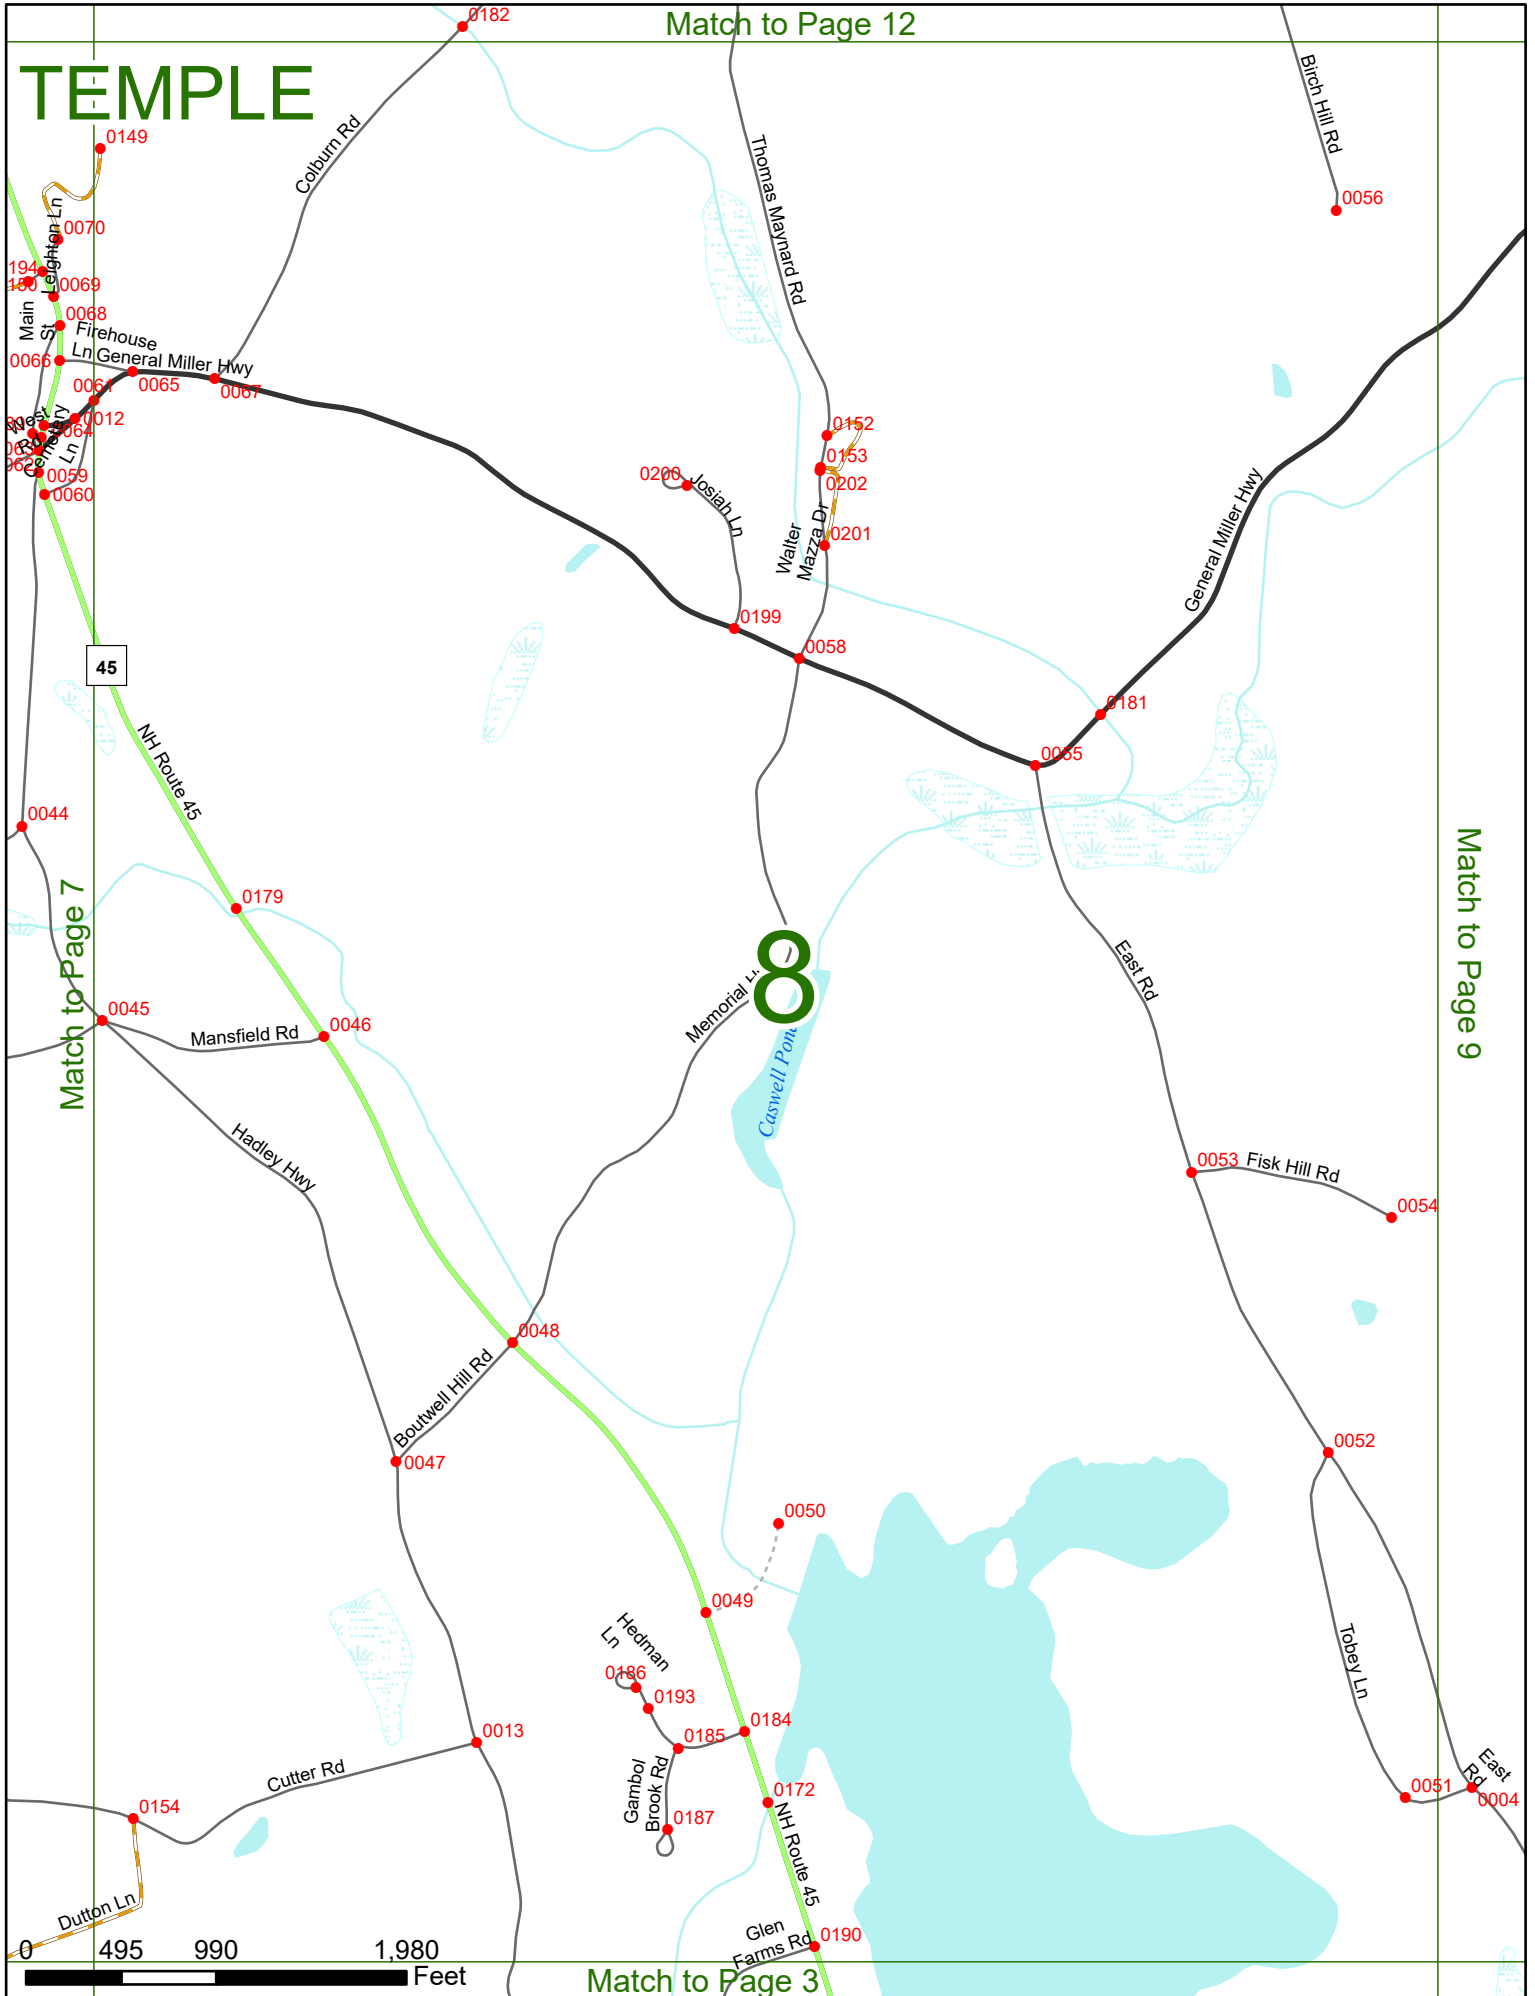 Match to Page 12
TEMPLE
0182
0149
Colburn Rd
Thomas Maynard Rd
Birch Hill Rd
0056
0070
Leighton Ln
194
150
0069
Main
St
0068
Firehouse
Ln
General Miller Hwy
0066
0065
0067
0061
0012
West
Rd
0064
Cemetery
Ln
0059
0060
0152
0153
0202
0200
Josiah Ln
Walter
Mazza Dr
0201
General Miller Hwy
0199
0058
45
0181
0055
NH Route 45
0044
0179
Match to Page 7
Match to Page 9
8
East Rd
Memorial
0045
Mansfield Rd
0046
Caswell Pond
Hadley Hwy
0053
Fisk Hill Rd
0054
0048
Boutwell Hill Rd
0047
0052
0050
0049
Hedman
Ln
0186
0193
Tobey Ln
0184
0185
0013
Gambol
Brook Rd
Cutter Rd
0172
0187
East
Rd
0051
0004
0154
NH Route 45
Dutton Ln
Glen
Farms Rd
0190
0 495 990 1,980
Feet
Match to Page 3